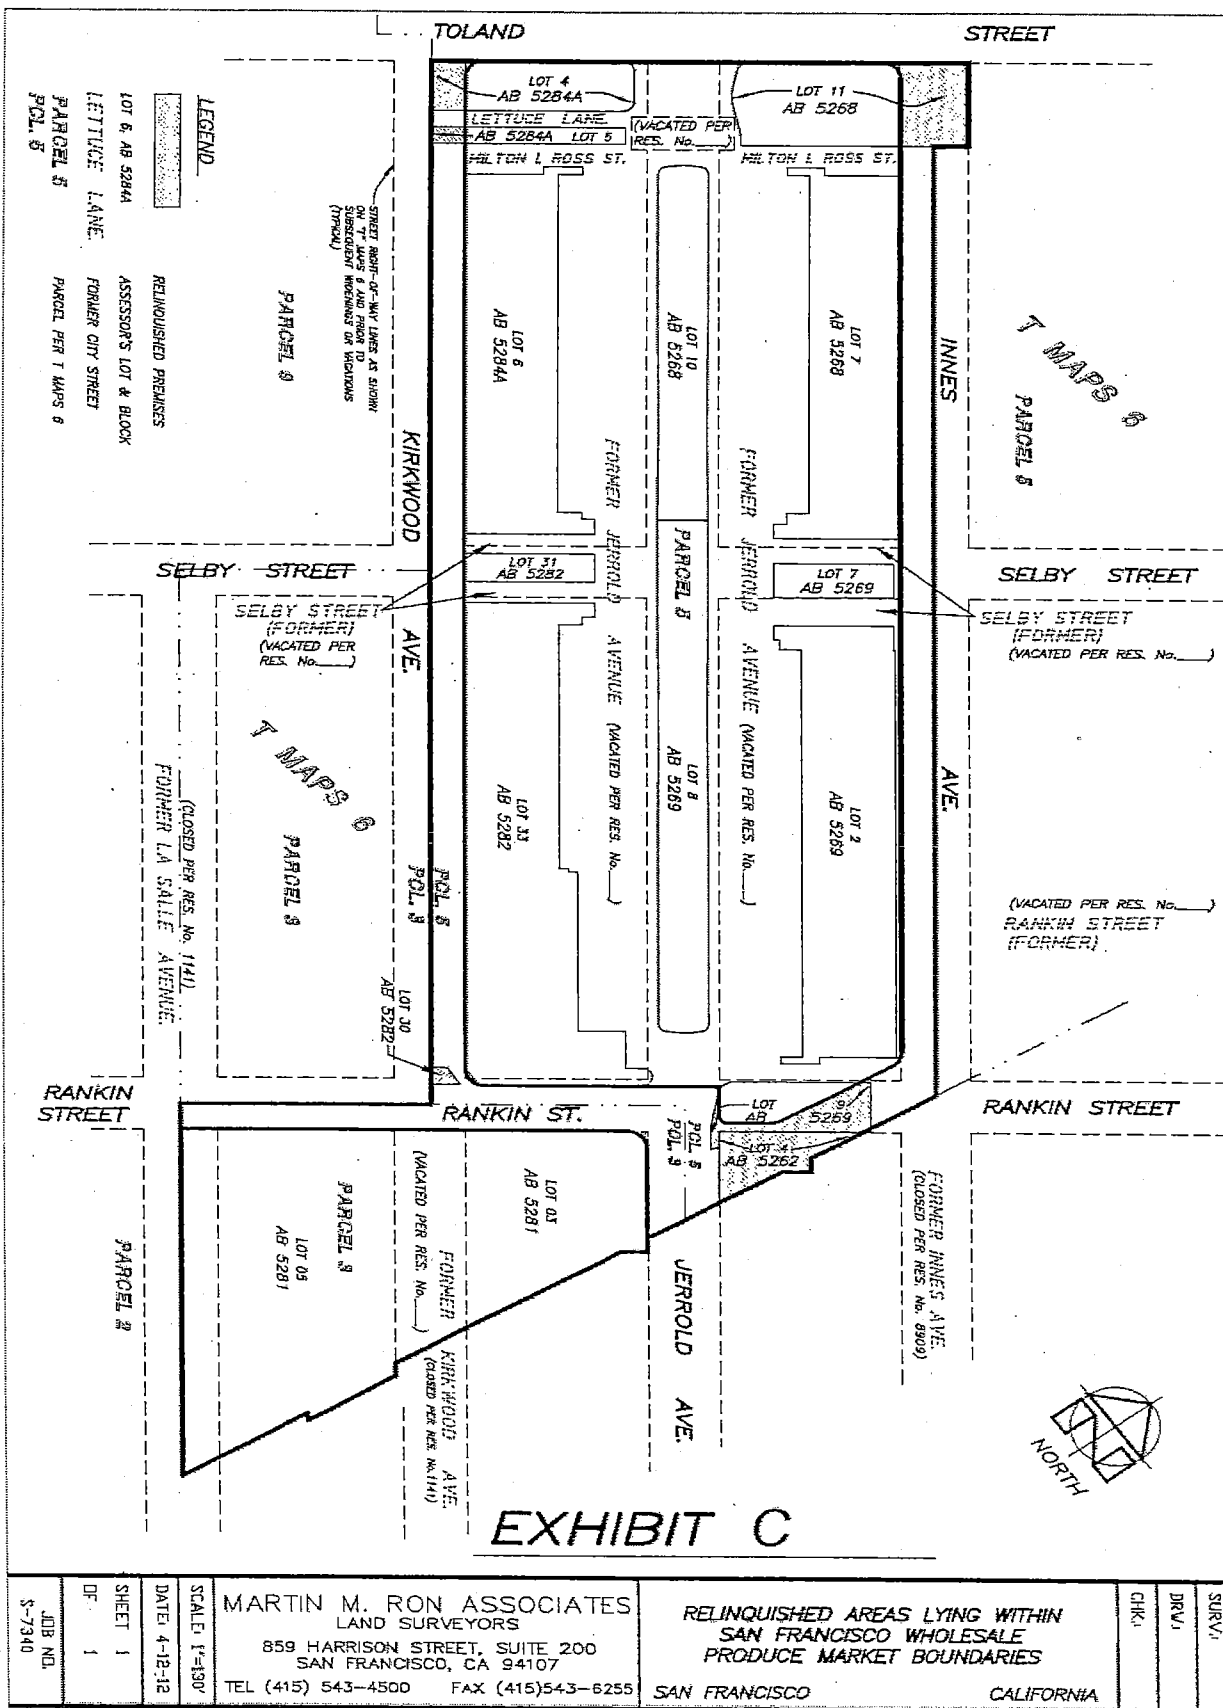 TOLAND STREET
LOT 4
AB 5284A
LETTUCE LANE
AB 5284A LOT 5
MILTON L ROSS ST.
(VACATED PER
RES. No.____)
LOT 11
AB 5268
MILTON L ROSS ST.
LEGEND
RELINQUISHED PREMISES
LOT 6, AB 5284A ASSESSOR'S LOT & BLOCK
LETTUCE LANE FORMER CITY STREET
PARCEL 5
PCL. 5
PARCEL PER T MAPS 6
STREET RIGHT-OF-WAY LINES AS SHOWN
ON "T" MAPS 6 AND PRIOR TO
SUBSEQUENT WIDENINGS OR VACATIONS
(TYPICAL)
PARCEL 9
KIRKWOOD AVE.
LOT 6
AB 5284A
LOT 10
AB 5268
LOT 7
AB 5268
INNES AVE.
T MAPS 6
PARCEL 5
FORMER JERROLD AVENUE (VACATED PER RES. No.____)
PARCEL 5
FORMER JERROLD AVENUE (VACATED PER RES. No.____)
SELBY STREET
LOT 31
AB 5282
LOT 7
AB 5269
SELBY STREET
SELBY STREET
(FORMER)
(VACATED PER
RES. No.____)
SELBY STREET
(FORMER)
(VACATED PER RES. No.____)
T MAPS 6
PARCEL 9
(CLOSED PER RES. No. 1141)
FORMER LA SALLE AVENUE
LOT 33
AB 5282
LOT 8
AB 5269
LOT 2
AB 5269
PCL. 5
PCL. 9
(VACATED PER RES. No.____)
RANKIN STREET
(FORMER)
LOT 30
AB 5282
RANKIN
STREET
RANKIN ST.
LOT 9
AB 5269
RANKIN STREET
PCL 5
PCL. 9
LOT 4
AB 5262
LOT 03
AB 5281
PARCEL 9
LOT 05
AB 5281
PARCEL
(VACATED PER RES. No.____)
FORMER KIRKWOOD AVE.
(CLOSED PER RES. No.1141)
JERROLD AVE.
FORMER INNES AVE.
(CLOSED PER RES. No. 8909)
NORTH
EXHIBIT C
JOB NO.
S-7340
SHEET 1
OF 1
DATE: 4-12-12
SCALE: 1"=130'
MARTIN M. RON ASSOCIATES
LAND SURVEYORS
859 HARRISON STREET, SUITE 200
SAN FRANCISCO, CA 94107
TEL (415) 543-4500 FAX (415)543-6255
RELINQUISHED AREAS LYING WITHIN
SAN FRANCISCO WHOLESALE
PRODUCE MARKET BOUNDARIES
SAN FRANCISCO CALIFORNIA
CHK.:
DRW.:
SURV.: